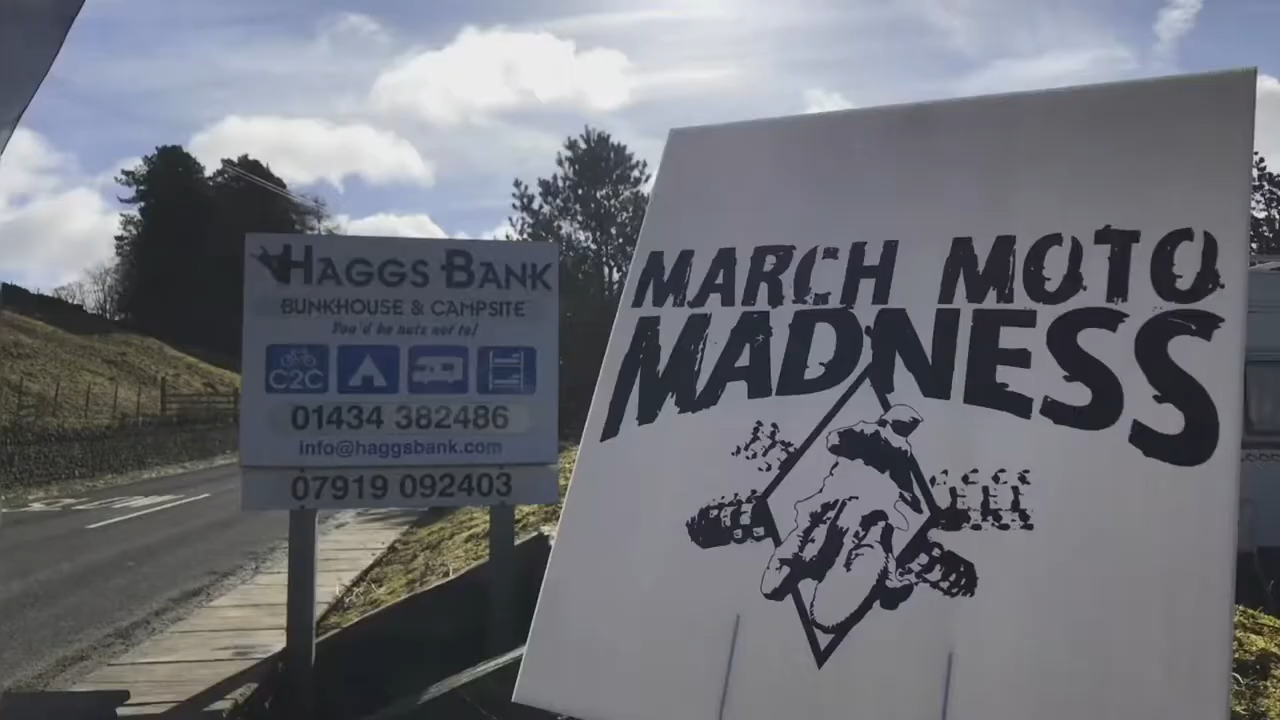 HAGGS BANK
BUNKHOUSE & CAMPSITE
You'd be nuts not to!
C2C
01434 382486
info@haggsbank.com
07919 092403
MARCH MOTO
MADNESS